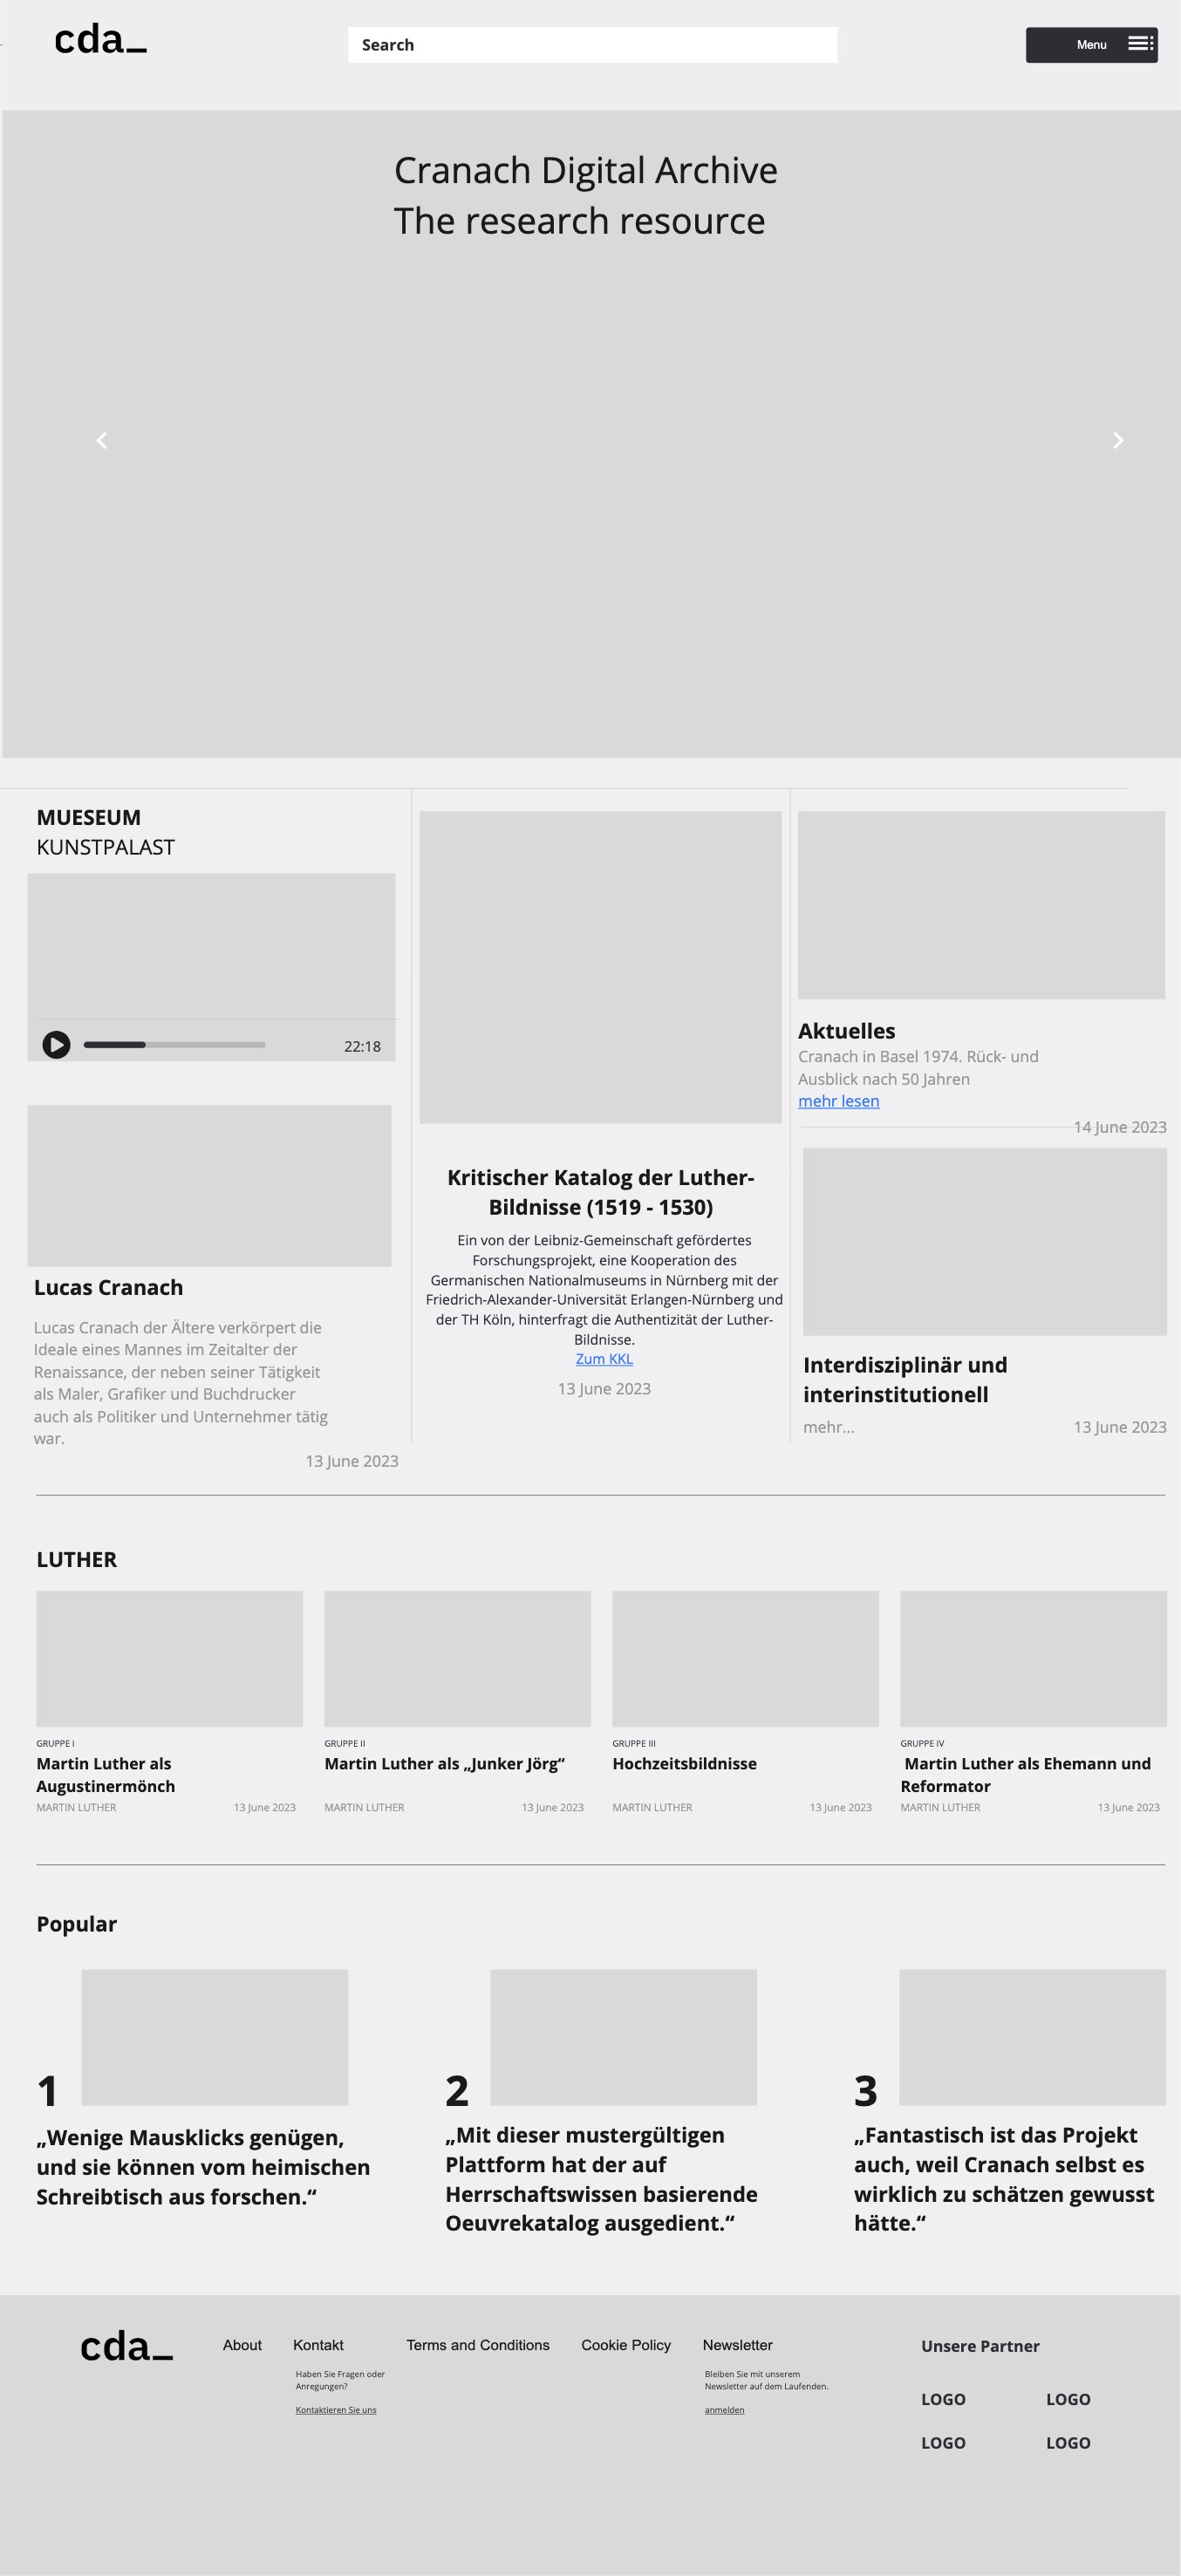 cda_
Search
Menu
Cranach Digital Archive
The research resource
MUESEUM
KUNSTPALAST
22:18
Lucas Cranach
Lucas Cranach der Ältere verkörpert die
Ideale eines Mannes im Zeitalter der
Renaissance, der neben seiner Tätigkeit
als Maler, Grafiker und Buchdrucker
auch als Politiker und Unternehmer tätig
war.
13 June 2023
Kritischer Katalog der Luther-
Bildnisse (1519 - 1530)
Ein von der Leibniz-Gemeinschaft gefördertes
Forschungsprojekt, eine Kooperation des
Germanischen Nationalmuseums in Nürnberg mit der
Friedrich-Alexander-Universität Erlangen-Nürnberg und
der TH Köln, hinterfragt die Authentizität der Luther-
Bildnisse.
Zum KKL
13 June 2023
Aktuelles
Cranach in Basel 1974. Rück- und
Ausblick nach 50 Jahren
mehr lesen
14 June 2023
Interdisziplinär und
interinstitutionell
mehr... 13 June 2023
LUTHER
GRUPPE I
Martin Luther als
Augustinermönch
MARTIN LUTHER 13 June 2023
GRUPPE II
Martin Luther als „Junker Jörg“
MARTIN LUTHER 13 June 2023
GRUPPE III
Hochzeitsbildnisse
MARTIN LUTHER 13 June 2023
GRUPPE IV
Martin Luther als Ehemann und
Reformator
MARTIN LUTHER 13 June 2023
Popular
1
„Wenige Mausklicks genügen,
und sie können vom heimischen
Schreibtisch aus forschen.“
2
„Mit dieser mustergültigen
Plattform hat der auf
Herrschaftswissen basierende
Oeuvrekatalog ausgedient.“
3
„Fantastisch ist das Projekt
auch, weil Cranach selbst es
wirklich zu schätzen gewusst
hätte.“
cda_
About
Kontakt
Haben Sie Fragen oder
Anregungen?
Kontaktieren Sie uns
Terms and Conditions
Cookie Policy
Newsletter
Bleiben Sie mit unserem
Newsletter auf dem Laufenden.
anmelden
Unsere Partner
LOGO LOGO
LOGO LOGO